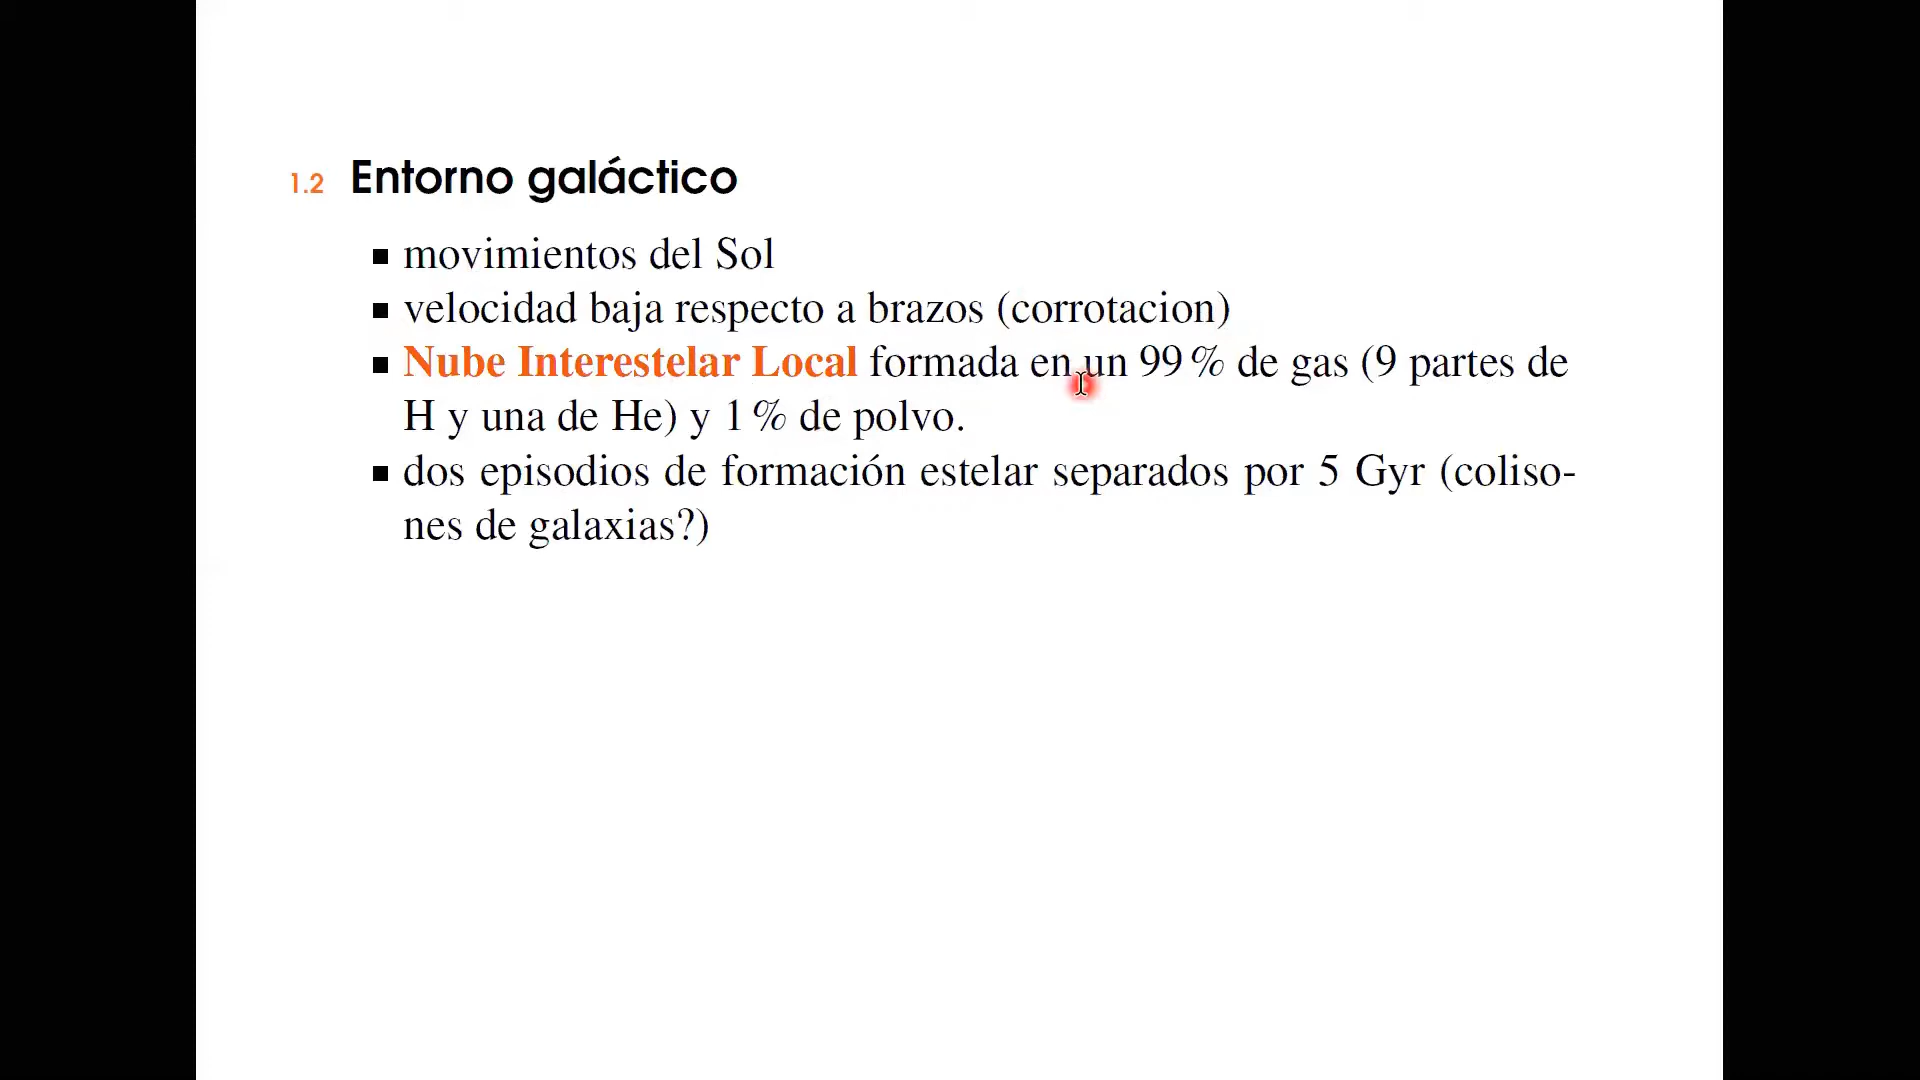 1.2 Entorno galáctico
▪ movimientos del Sol
▪ velocidad baja respecto a brazos (corrotacion)
▪ Nube Interestelar Local formada en un 99 % de gas (9 partes de
H y una de He) y 1 % de polvo.
▪ dos episodios de formación estelar separados por 5 Gyr (coliso-
nes de galaxias?)